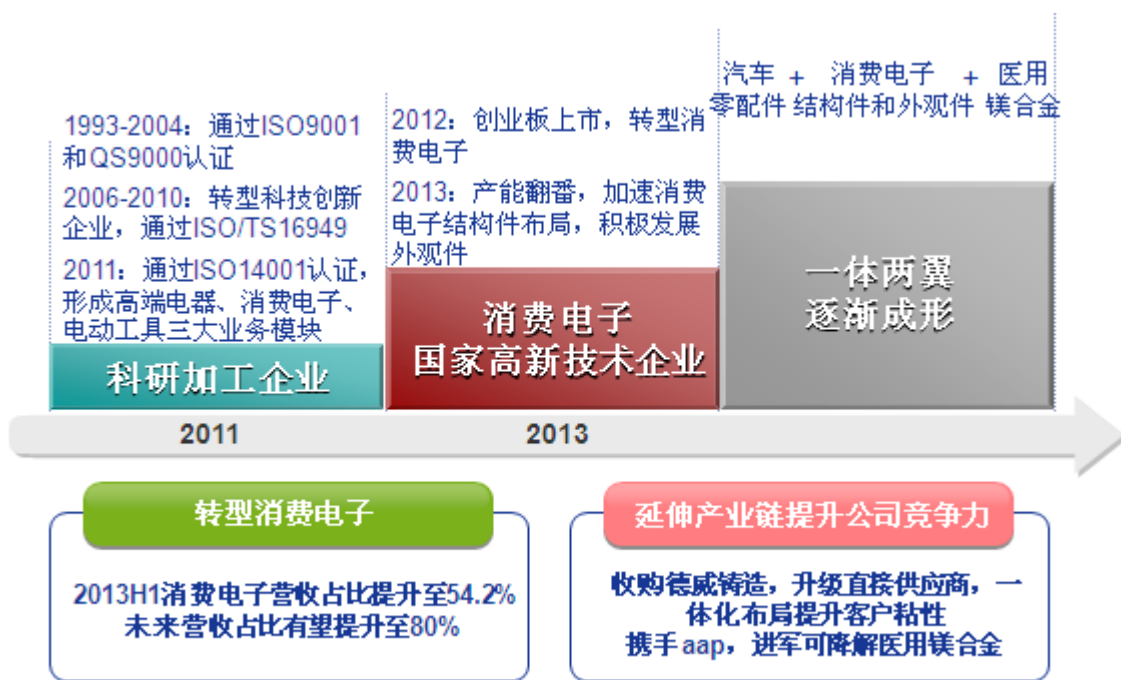 1993-2004：通过ISO9001
和QS9000认证
2006-2010：转型科技创新
企业，通过ISO/TS16949
2011：通过ISO14001认证，
形成高端电器、消费电子、
电动工具三大业务模块
科研加工企业
2012：创业板上市，转型消
费电子
2013：产能翻番，加速消费
电子结构件布局，积极发展
外观件
消费电子
国家高新技术企业
汽车 + 消费电子 + 医用
零配件 结构件和外观件 镁合金
一体两翼
逐渐成形
2011
2013
转型消费电子
2013H1消费电子营收占比提升至54.2%
未来营收占比有望提升至80%
延伸产业链提升公司竞争力
收购德威铸造，升级直接供应商，一
体化布局提升客户粘性
携手aap，进军可降解医用镁合金